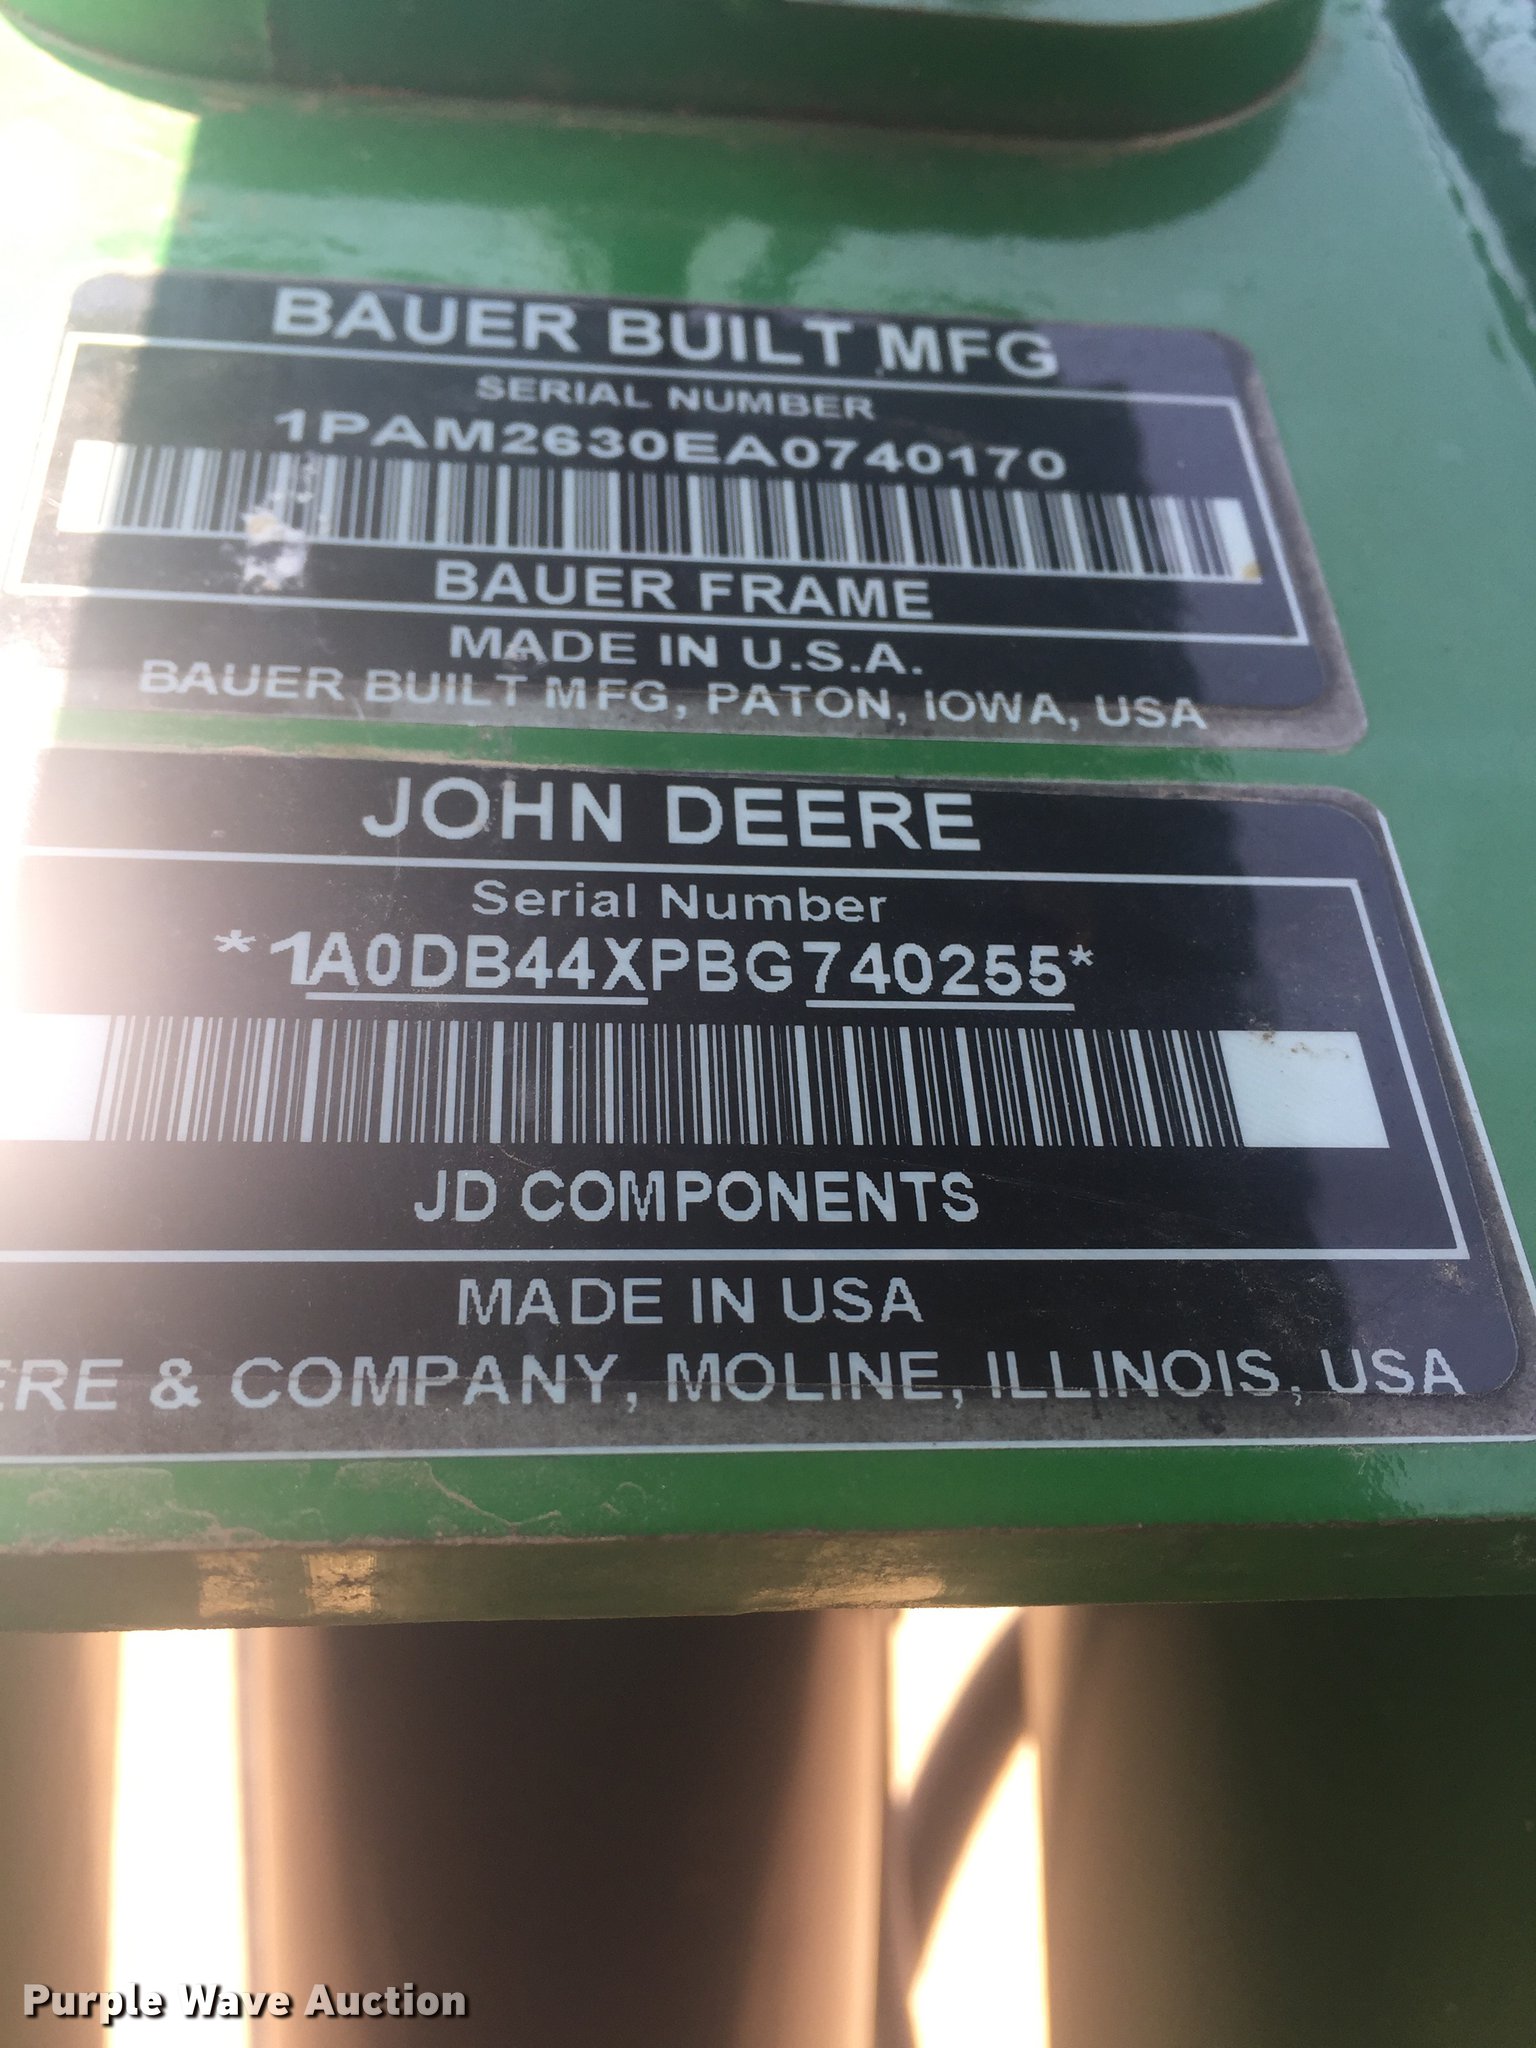 BAUER BUILT MFG
SERIAL NUMBER
1PAM2630EA0740170
BAUER FRAME
MADE IN U.S.A.
BAUER BUILT MFG, PATON, IOWA, USA
JOHN DEERE
Serial Number
*1A0DB44XPBG740255*
JD COMPONENTS
MADE IN USA
ERE & COMPANY, MOLINE, ILLINOIS, USA
Purple Wave Auction